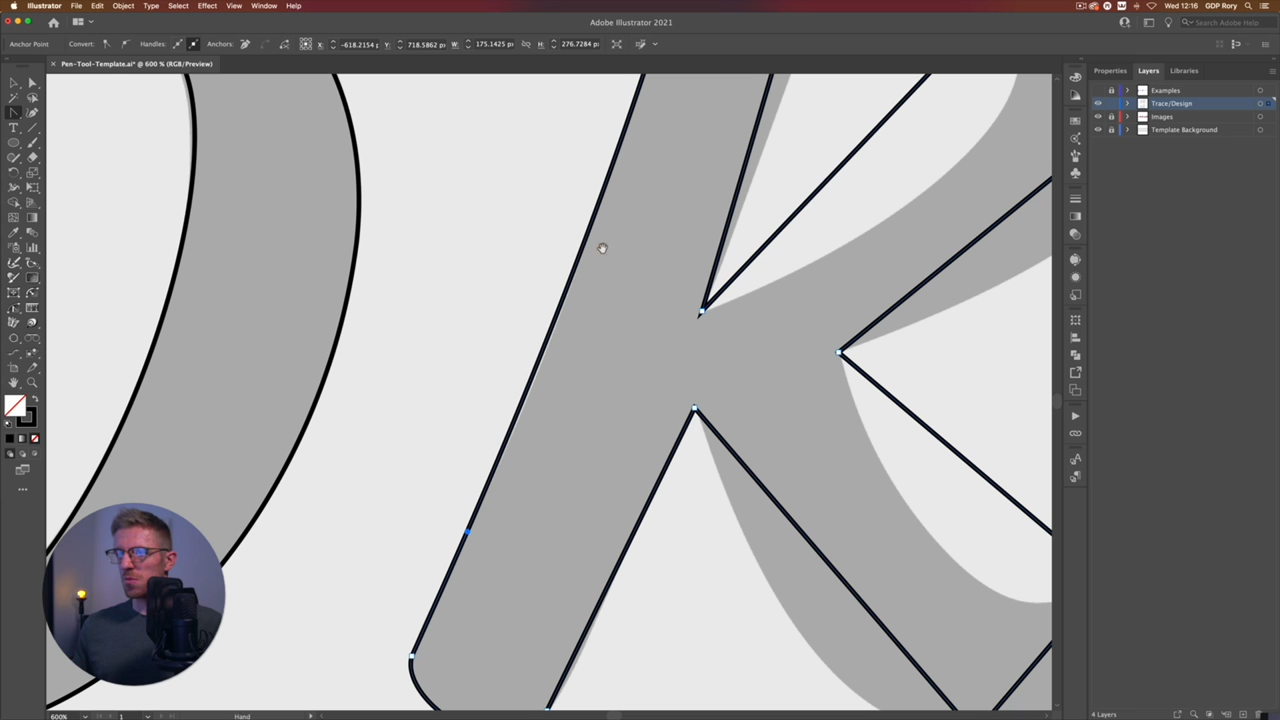 Illustrator File Edit Object Type Select Effect View Window Help Wed 12:16 GDP Rory
Adobe Illustrator 2021 Search Adobe Help
Anchor Point Convert: Handles: Anchors: X: -618.2154 p Y: 718.5862 px W: 175.1425 px H: 276.7284 px
× Pen-Tool-Template.ai* @ 600 % (RGB/Preview)
Properties Layers Libraries
Examples
Trace/Design
Images
Template Background
600% 1 Hand 4 Layers